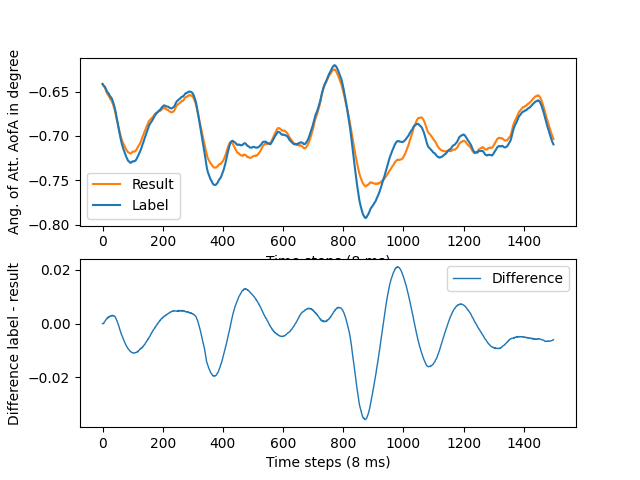 Ang. of Att. AofA in degree
−0.65
−0.70
−0.75
−0.80
Result
Label
0 200 400 600 800 1000 1200 1400
Time steps (8 ms)
Difference label - result
0.02
0.00
−0.02
Difference
0 200 400 600 800 1000 1200 1400
Time steps (8 ms)